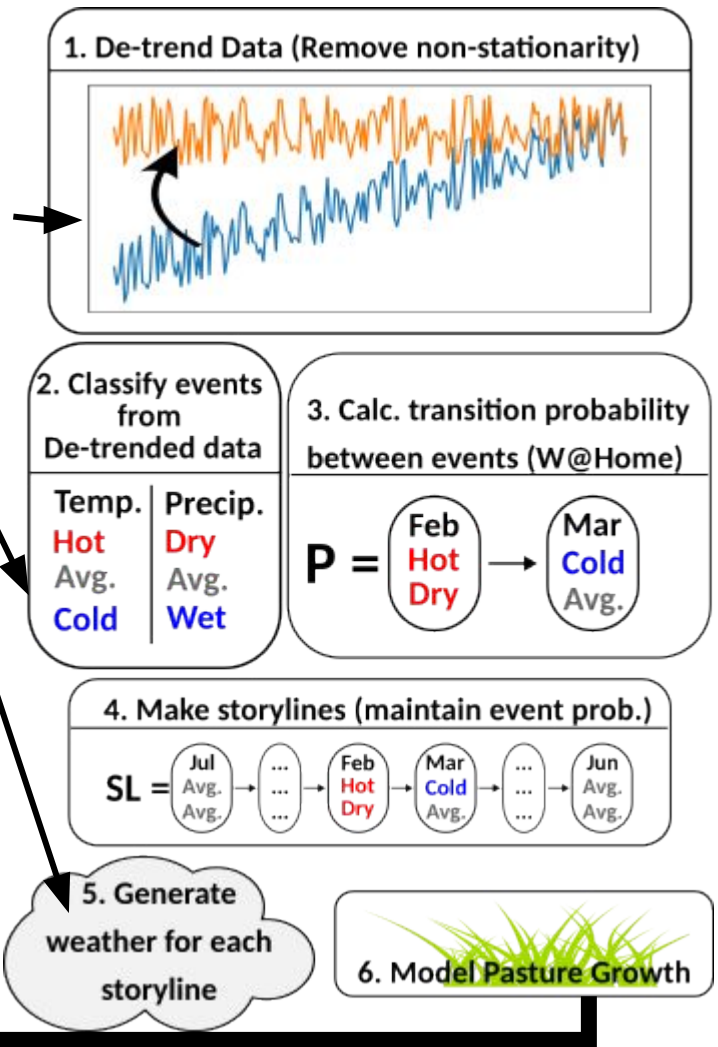 1. De-trend Data (Remove non-stationarity)
2. Classify events
from
De-trended data
Temp. Precip.
Hot Dry
Avg. Avg.
Cold Wet
3. Calc. transition probability
between events (W@Home)
P =
Feb
Hot
Dry
Mar
Cold
Avg.
4. Make storylines (maintain event prob.)
SL =
Jul
Avg.
Avg.
...
...
...
Feb
Hot
Dry
Mar
Cold
Avg.
...
...
...
Jun
Avg.
Avg.
5. Generate
weather for each
storyline
6. Model Pasture Growth